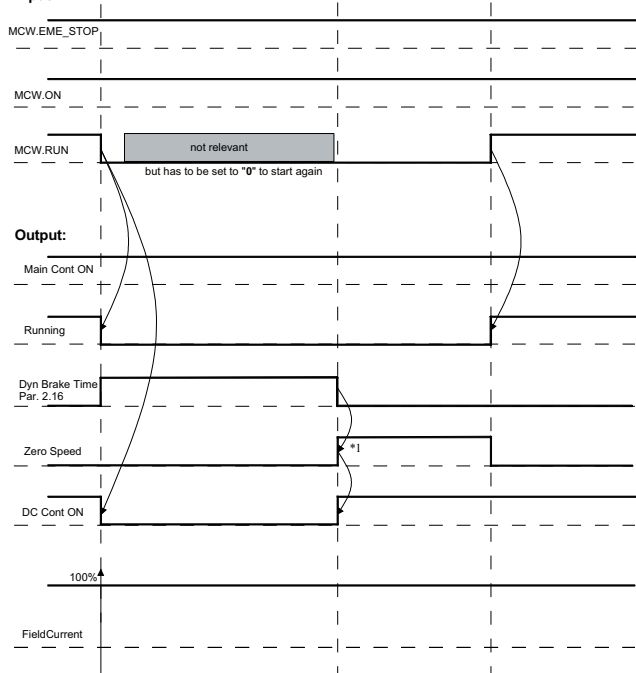 MCW.EME_STOP
MCW.ON
MCW.RUN
not relevant
but has to be set to "0" to start again
Output:
Main Cont ON
Running
Dyn Brake Time
Par. 2.16
Zero Speed
*1
DC Cont ON
100%
FieldCurrent